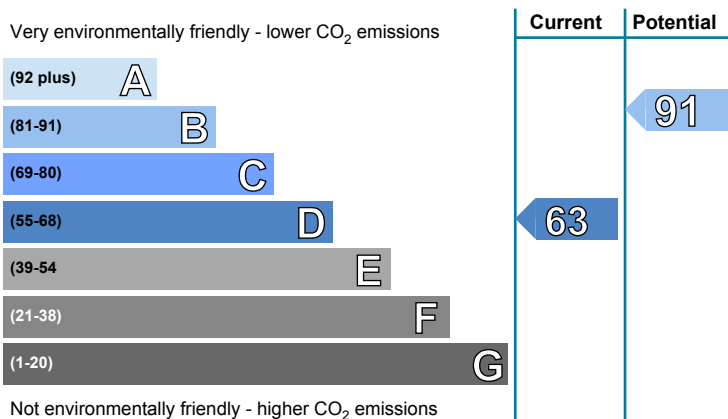 Current Potential
Very environmentally friendly - lower CO2 emissions
(92 plus) A
(81-91) B
91
(69-80) C
(55-68) D
63
(39-54 E
(21-38) F
(1-20) G
Not environmentally friendly - higher CO2 emissions